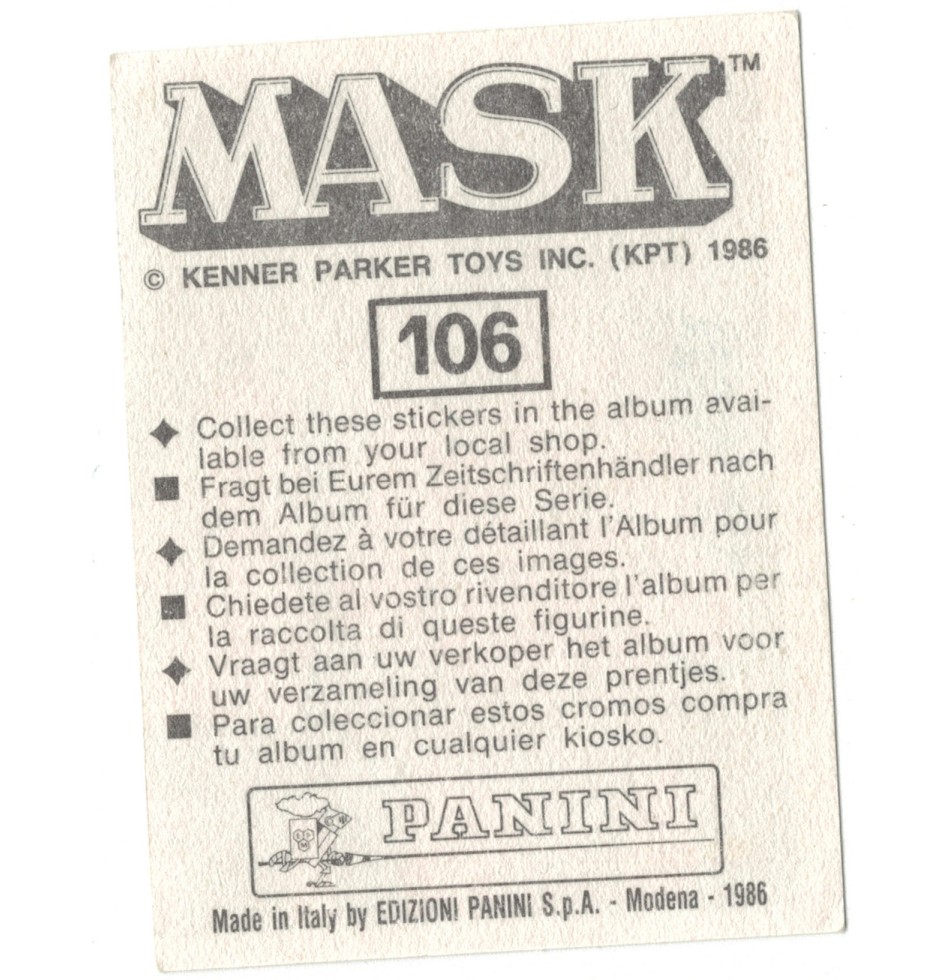 MASK™
© KENNER PARKER TOYS INC. (KPT) 1986
106
◆ Collect these stickers in the album avai-
lable from your local shop.
■ Fragt bei Eurem Zeitschriftenhändler nach
dem Album für diese Serie.
◆ Demandez à votre détaillant l'Album pour
la collection de ces images.
■ Chiedete al vostro rivenditore l'album per
la raccolta di queste figurine.
◆ Vraagt aan uw verkoper het album voor
uw verzameling van deze prentjes.
■ Para coleccionar estos cromos compra
tu album en cualquier kiosko.
PANINI
Made in Italy by EDIZIONI PANINI S.p.A. - Modena - 1986